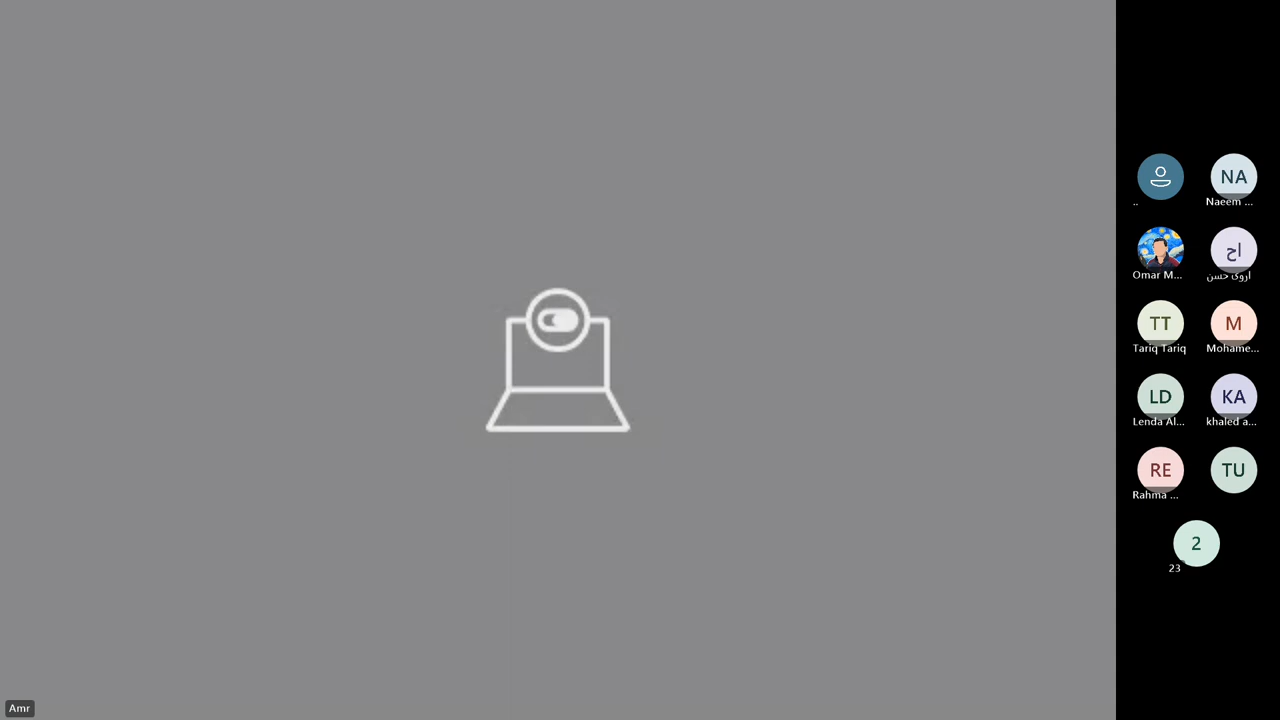 NA
..
Naeem ...
اح
Omar M...
اروى حسن
TT
M
Tariq Tariq
Mohame...
LD
KA
Lenda Al...
khaled a...
RE
TU
Rahma ...
2
23
Amr